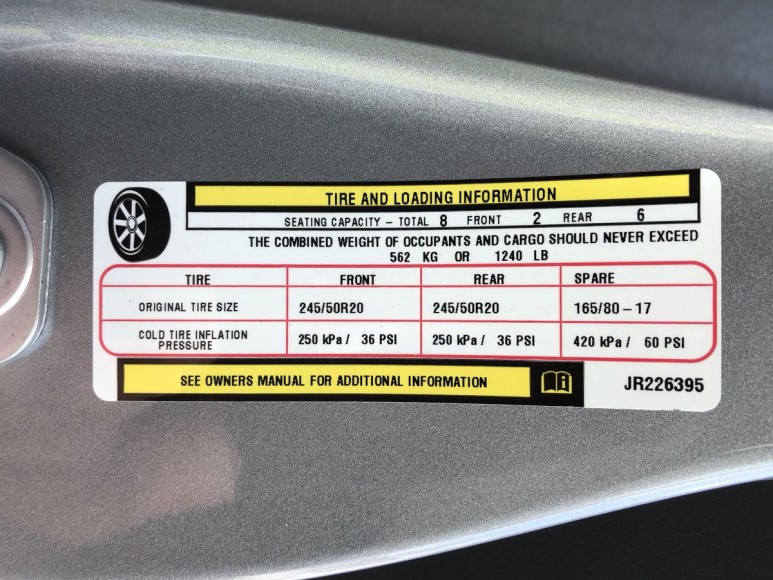 TIRE AND LOADING INFORMATION
SEATING CAPACITY – TOTAL 8 FRONT 2 REAR 6
THE COMBINED WEIGHT OF OCCUPANTS AND CARGO SHOULD NEVER EXCEED
562 KG OR 1240 LB
TIRE FRONT REAR SPARE
ORIGINAL TIRE SIZE 245/50R20 245/50R20 165/80 – 17
COLD TIRE INFLATION
PRESSURE 250 kPa / 36 PSI 250 kPa / 36 PSI 420 kPa / 60 PSI
SEE OWNERS MANUAL FOR ADDITIONAL INFORMATION
JR226395